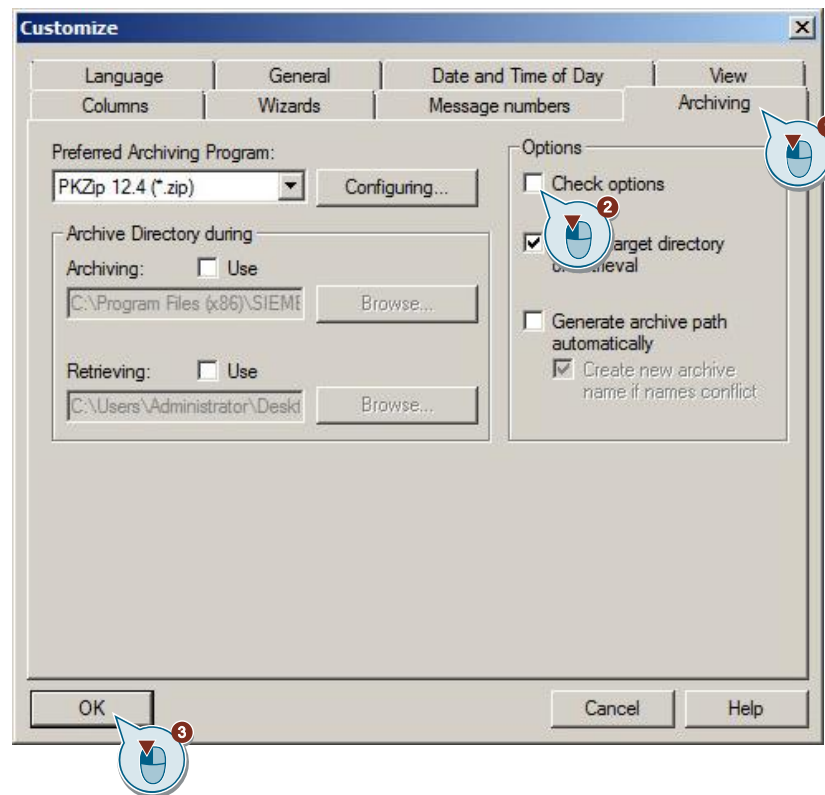 Customize
Language General Date and Time of Day View
Columns Wizards Message numbers Archiving
Preferred Archiving Program:
PKZip 12.4 (*.zip)
Configuring...
Archive Directory during
Archiving: Use
C:\Program Files (x86)\SIEME
Browse...
Retrieving: Use
C:\Users\Administrator\Deskt
Browse...
Options
Check options
2
target directory
Generate archive path
automatically
Create new archive
name if names conflict
OK
Cancel
Help
3